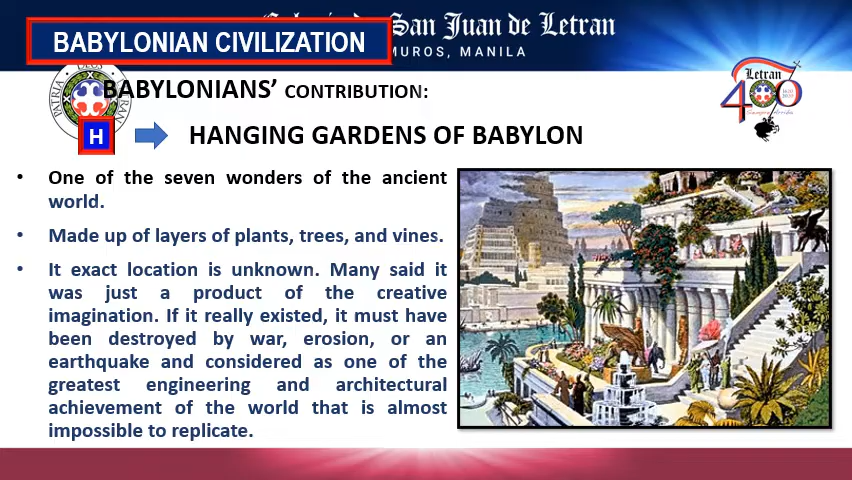 San Juan de Letran
BABYLONIAN CIVILIZATION
MUROS, MANILA
BABYLONIANS’ CONTRIBUTION:
Letran
400
H
HANGING GARDENS OF BABYLON
• One of the seven wonders of the ancient
world.
• Made up of layers of plants, trees, and vines.
• It exact location is unknown. Many said it
was just a product of the creative
imagination. If it really existed, it must have
been destroyed by war, erosion, or an
earthquake and considered as one of the
greatest engineering and architectural
achievement of the world that is almost
impossible to replicate.